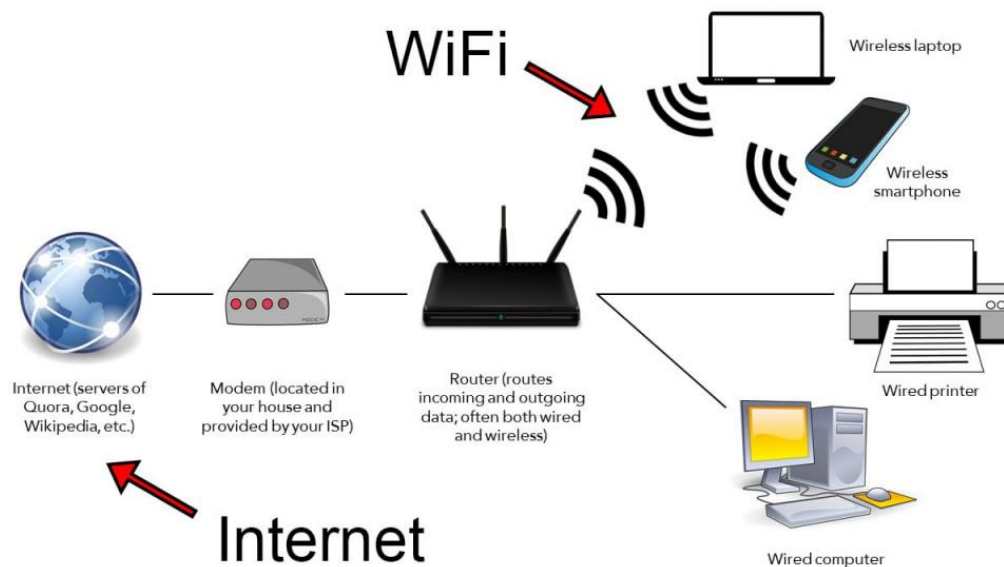 WiFi
Wireless laptop
Wireless
smartphone
Internet (servers of
Quora, Google,
Wikipedia, etc.)
Modem (located in
your house and
provided by your ISP)
Router (routes
incoming and outgoing
data; often both wired
and wireless)
Wired printer
Internet
Wired computer